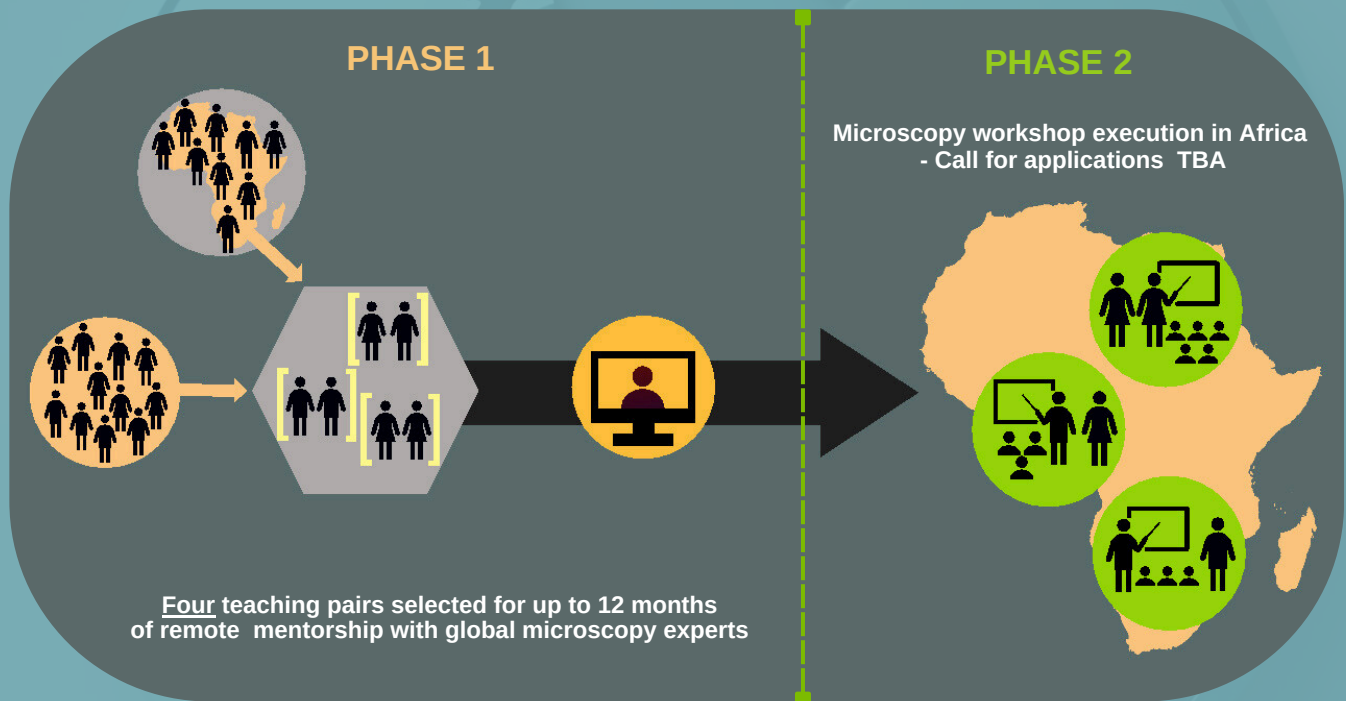 PHASE 1
Four teaching pairs selected for up to 12 months
of remote mentorship with global microscopy experts
PHASE 2
Microscopy workshop execution in Africa
- Call for applications TBA